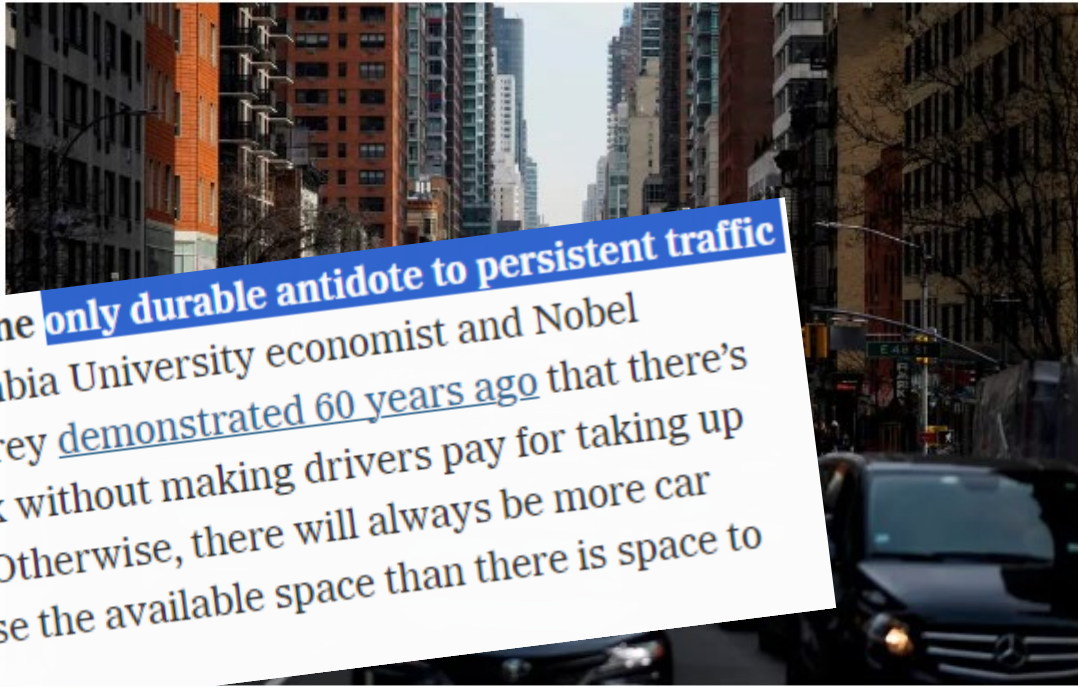 he only durable antidote to persistent traffic
bia University economist and Nobel
rey demonstrated 60 years ago that there’s
without making drivers pay for taking up
Otherwise, there will always be more car
se the available space than there is space to
E 46 St